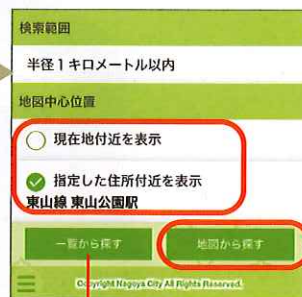 検索範囲
半径1キロメートル以内
地図中心位置
現在地付近を表示
指定した住所付近を表示
東山線 東山公園駅
一覧から探す
地図から探す
Copyright Nagoya City All Rights Reserved.